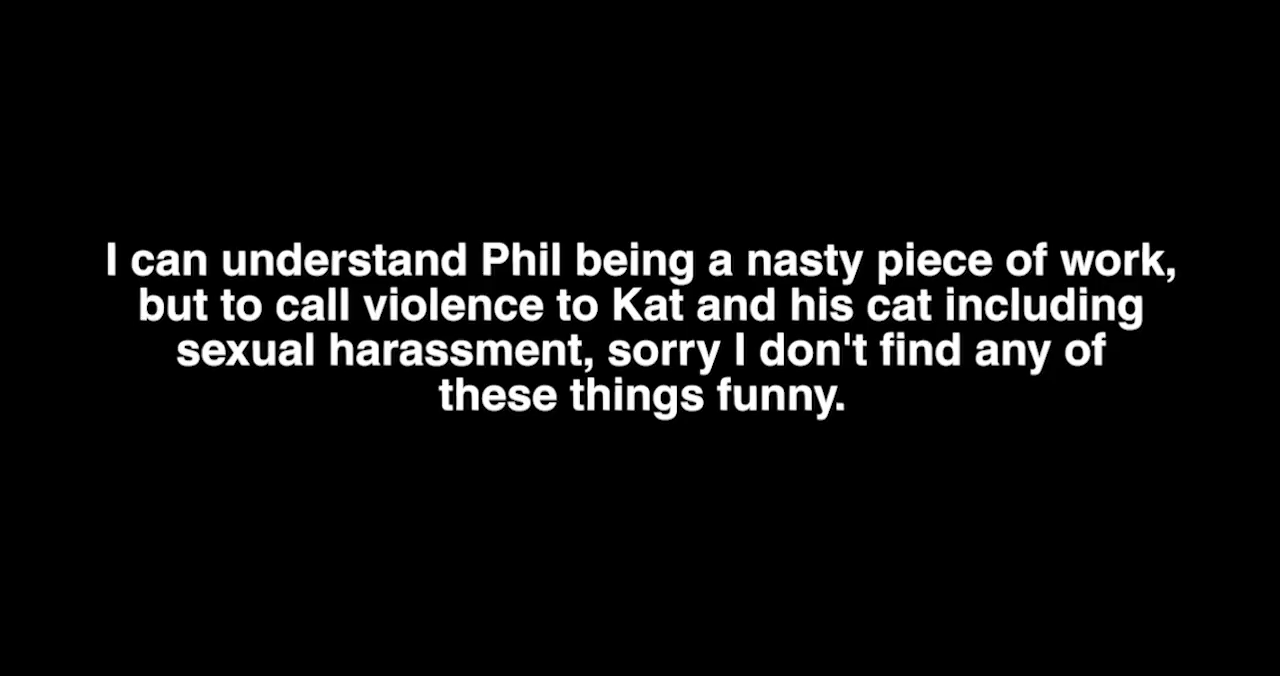 I can understand Phil being a nasty piece of work,
but to call violence to Kat and his cat including
sexual harassment, sorry I don't find any of
these things funny.